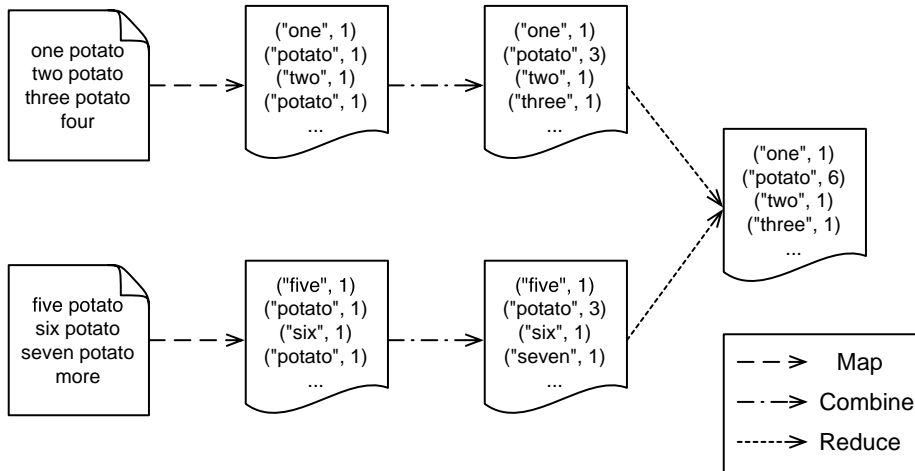 one potato
two potato
three potato
four
("one", 1)
("potato", 1)
("two", 1)
("potato", 1)
...
("one", 1)
("potato", 3)
("two", 1)
("three", 1)
...
("one", 1)
("potato", 6)
("two", 1)
("three", 1)
...
five potato
six potato
seven potato
more
("five", 1)
("potato", 1)
("six", 1)
("potato", 1)
...
("five", 1)
("potato", 3)
("six", 1)
("seven", 1)
...
Map
Combine
Reduce